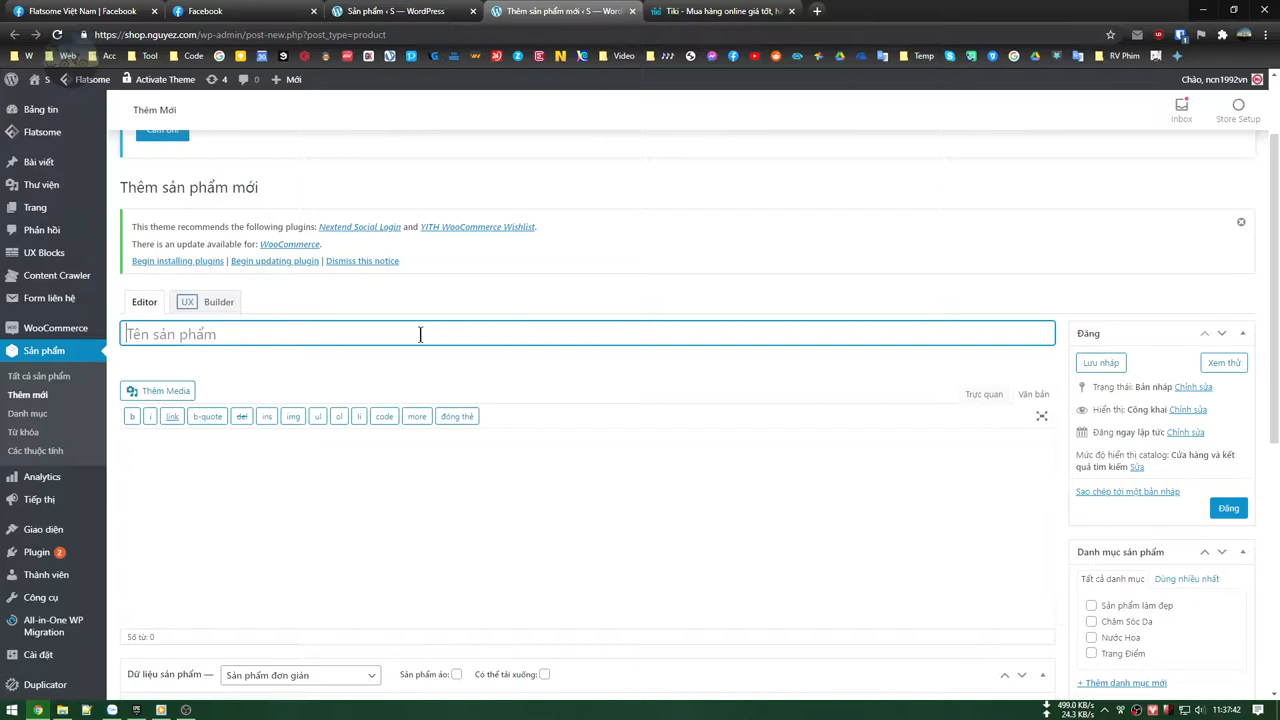 Flatsome | Facebook
Facebook
Sản phẩm ‹ — WordPress
Thêm sản phẩm mới ‹ S — Word
Tiki - Mua hàng online giá tốt, h
https://shop.nguyez.com/wp-admin/post-new.php?post_type=product
Web
Acc
Tool
Code
Video
♪♪♪
Temp
RV Phim
S
Flatsome
Activate Theme
4
0
Mới
Chào, ncn1992vn
Bảng tin
Flatsome
Bài viết
Thư viện
Trang
Phản hồi
UX Blocks
Content Crawler
Form liên hệ
WooCommerce
Sản phẩm
Tất cả sản phẩm
Thêm mới
Danh mục
Từ khóa
Các thuộc tính
Analytics
Tiếp thị
Giao diện
Plugin 2
Thành viên
Công cụ
All-in-One WP
Migration
Cài đặt
Duplicator
Thêm Mới
Inbox
Store Setup
Cảm ơn!
Thêm sản phẩm mới
This theme recommends the following plugins: Nextend Social Login and YITH WooCommerce Wishlist.
There is an update available for: WooCommerce.
Begin installing plugins | Begin updating plugin | Dismiss this notice
Editor
UX Builder
Tên sản phẩm
Thêm Media
Trực quan
Văn bản
b
i
link
b-quote
del
ins
img
ul
ol
li
code
more
đóng thẻ
Số từ: 0
Dữ liệu sản phẩm —
Sản phẩm đơn giản
Sản phẩm ảo:
Có thể tải xuống:
Đăng
Lưu nháp
Xem thử
Trạng thái: Bản nháp Chỉnh sửa
Hiển thị: Công khai Chỉnh sửa
Đăng ngay lập tức Chỉnh sửa
Mức độ hiển thị catalog: Cửa hàng và kết
quả tìm kiếm Sửa
Sao chép tới một bản nháp
Đăng
Danh mục sản phẩm
Tất cả danh mục
Dùng nhiều nhất
Sản phẩm làm đẹp
Chăm Sóc Da
Nước Hoa
Trang Điểm
+ Thêm danh mục mới
499.0 KB/s
24.3 KB/s
11:37:42